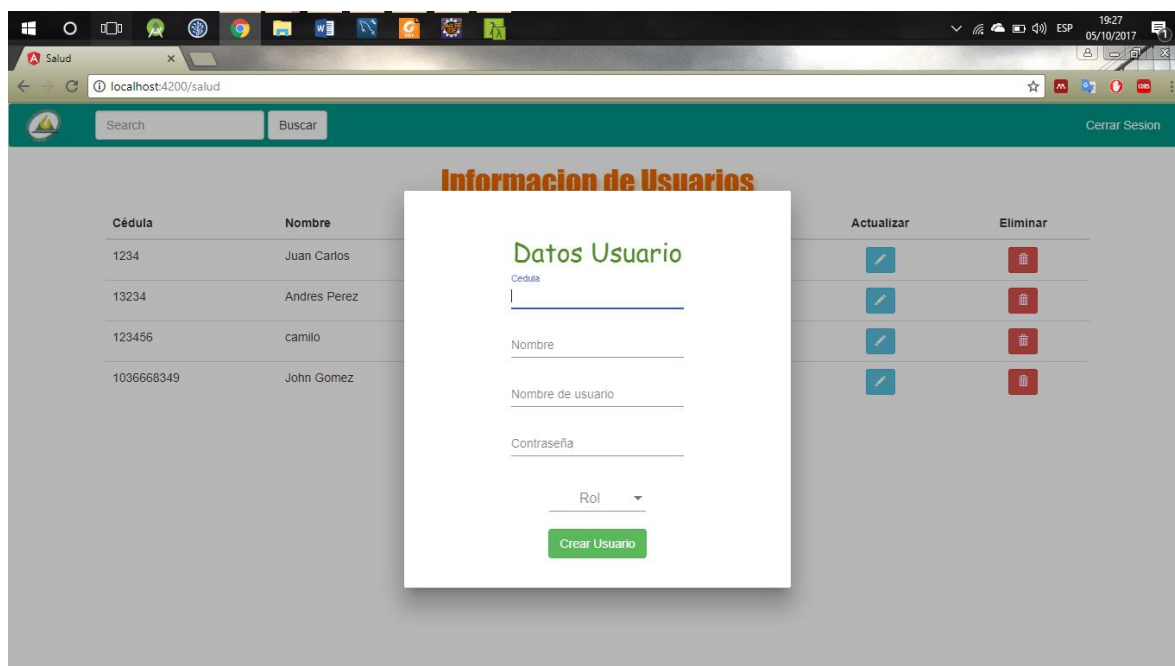 ESP
19:27
05/10/2017
Salud
localhost:4200/salud
Search
Buscar
Cerrar Sesion
Informacion de Usuarios
Cédula Nombre Actualizar Eliminar
1234 Juan Carlos
13234 Andres Perez
123456 camilo
1036668349 John Gomez
Datos Usuario
Cedula
Nombre
Nombre de usuario
Contraseña
Rol
Crear Usuario